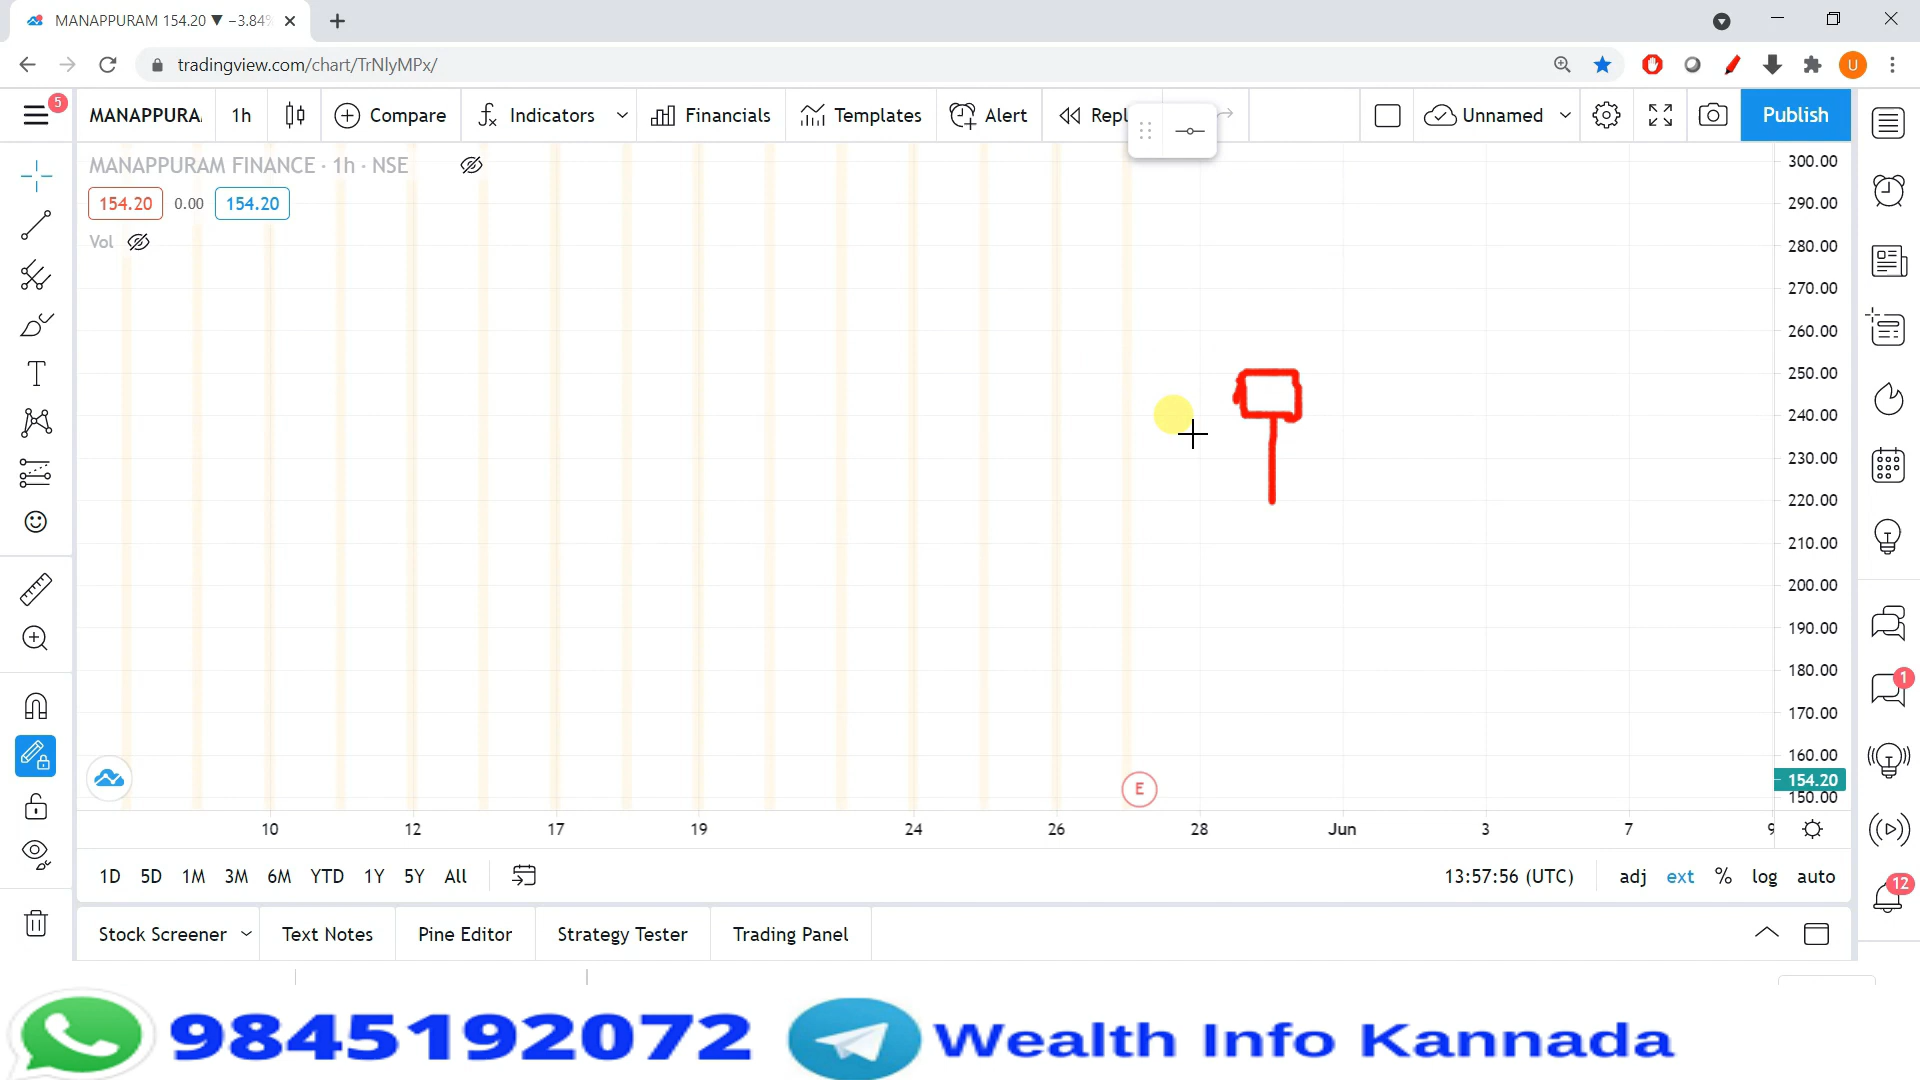 MANAPPURAM 154.20 ▼ −3.84%
tradingview.com/chart/TrNlyMPx/
U
5
MANAPPURA
1h
Compare
Indicators
Financials
Templates
Alert
Unnamed
Publish
MANAPPURAM FINANCE · 1h · NSE
154.20 0.00 154.20
Vol
300.00
290.00
280.00
270.00
260.00
250.00
240.00
230.00
220.00
210.00
200.00
190.00
180.00
170.00
160.00
154.20
150.00
E
1
12
10 12 17 19 24 26 28 Jun 3 7
1D 5D 1M 3M 6M YTD 1Y 5Y All
13:57:56 (UTC) adj ext % log auto
Stock Screener Text Notes Pine Editor Strategy Tester Trading Panel
9845192072 Wealth Info Kannada